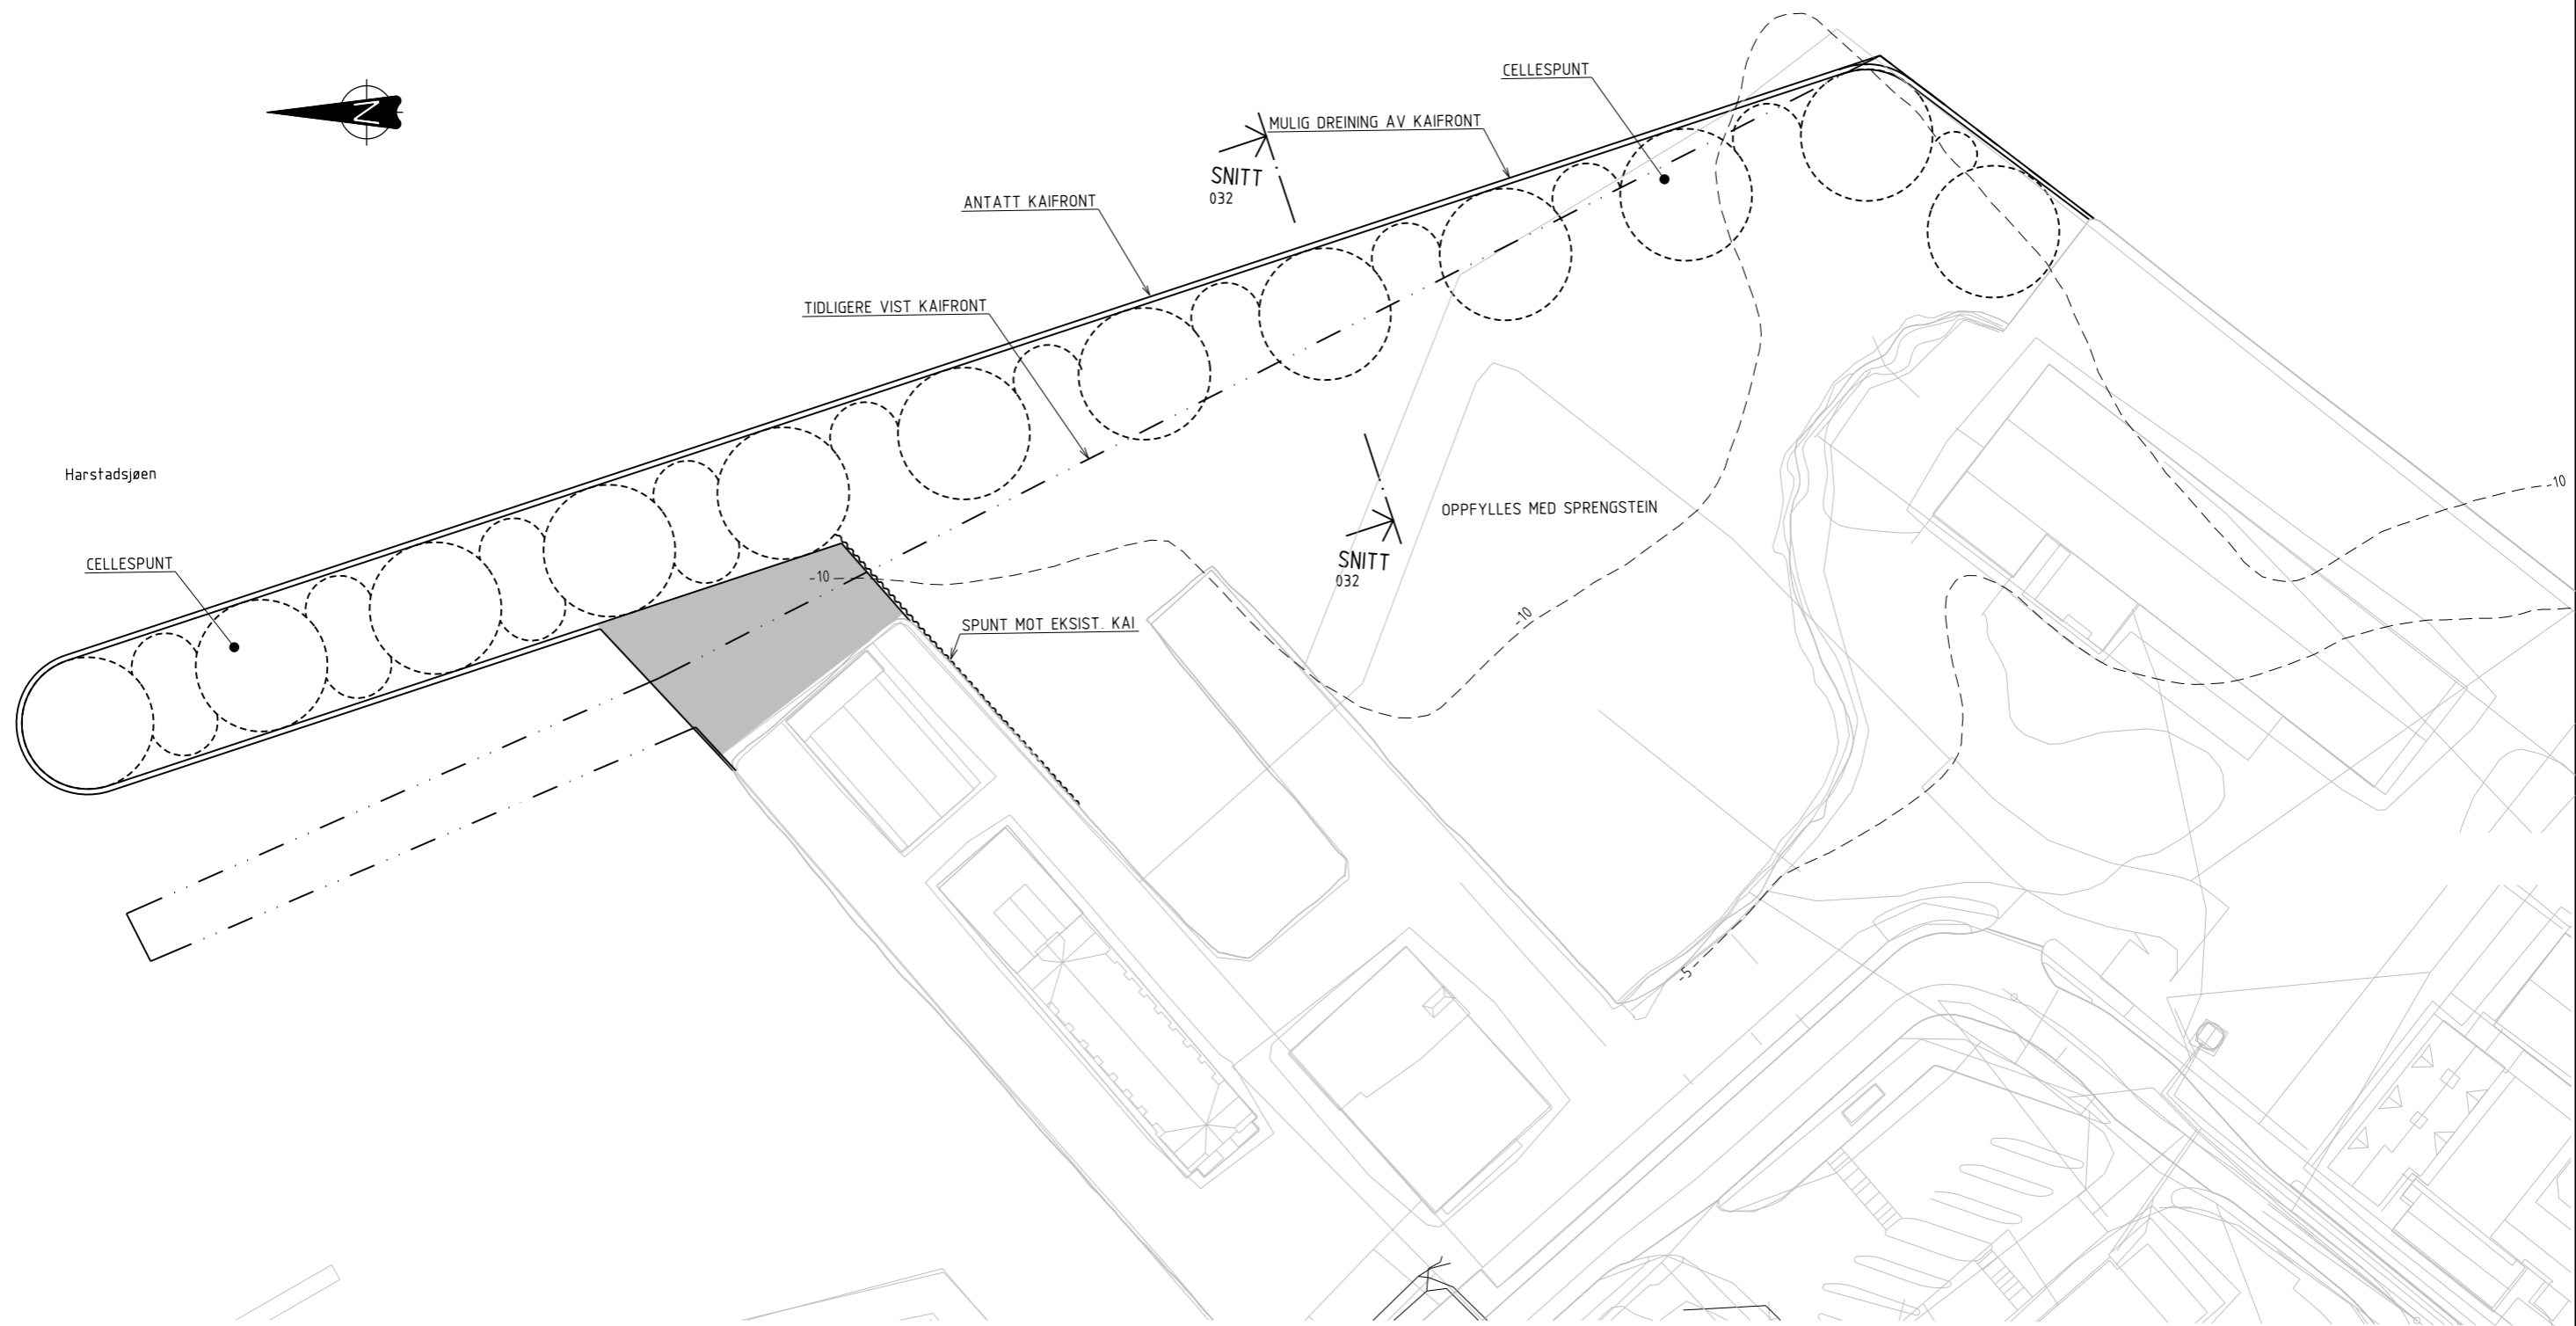 CELLESPUNT
MULIG DREINING AV KAIFRONT
N
SNITT
032
ANTATT KAIFRONT
TIDLIGERE VIST KAIFRONT
Harstadsjøen
-10
OPPFYLLES MED SPRENGSTEIN
SNITT
032
CELLESPUNT
-10
-10
SPUNT MOT EKSIST. KAI
-5